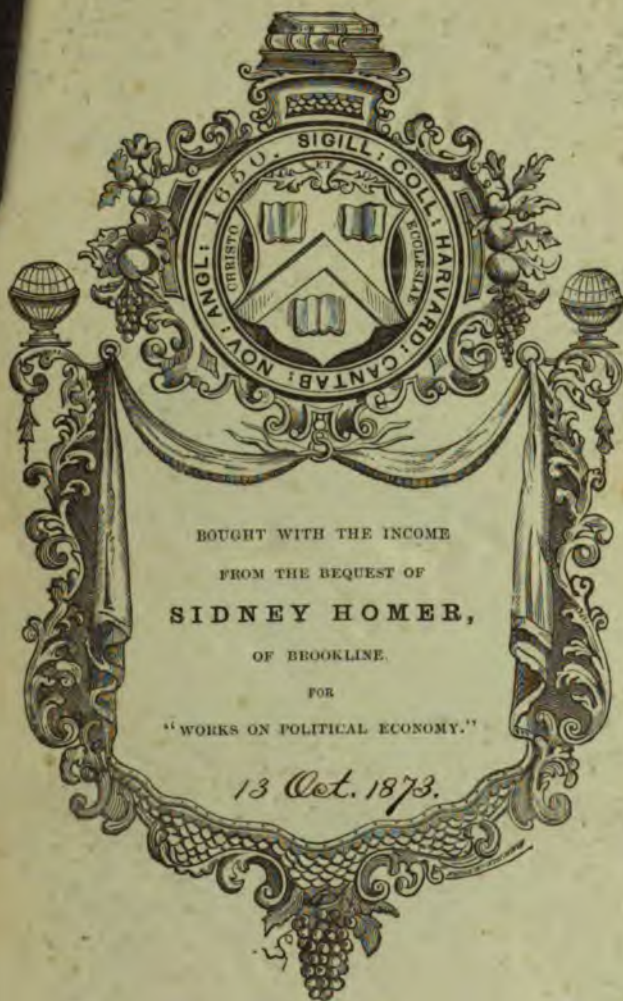 SIGILL: COLL: HARVARD: CANTAB: NOV: ANGL: 1650.
ET
CHRISTO
ECCLESIAE
BOUGHT WITH THE INCOME
FROM THE BEQUEST OF
SIDNEY HOMER,
OF BROOKLINE.
FOR
"WORKS ON POLITICAL ECONOMY."
13 Oct. 1873.